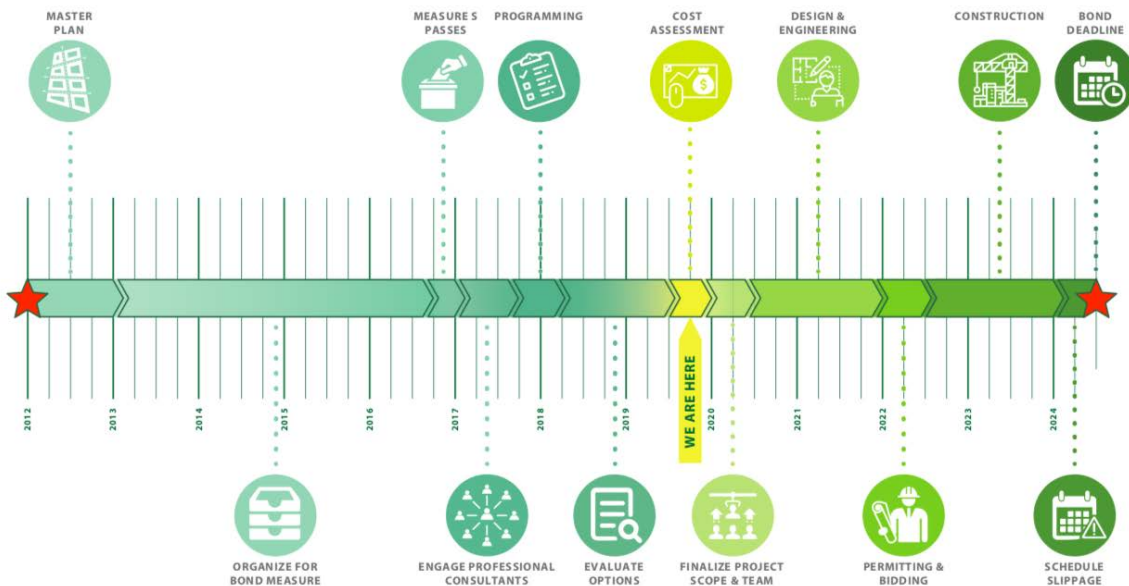 MASTER
PLAN
MEASURE S
PASSES
PROGRAMMING
COST
ASSESSMENT
DESIGN &
ENGINEERING
CONSTRUCTION
BOND
DEADLINE
$
2012
2013
2014
2015
2016
2017
2018
2019
2020
2021
2022
2023
2024
WE ARE HERE
ORGANIZE FOR
BOND MEASURE
ENGAGE PROFESSIONAL
CONSULTANTS
EVALUATE
OPTIONS
FINALIZE PROJECT
SCOPE & TEAM
PERMITTING &
BIDDING
SCHEDULE
SLIPPAGE